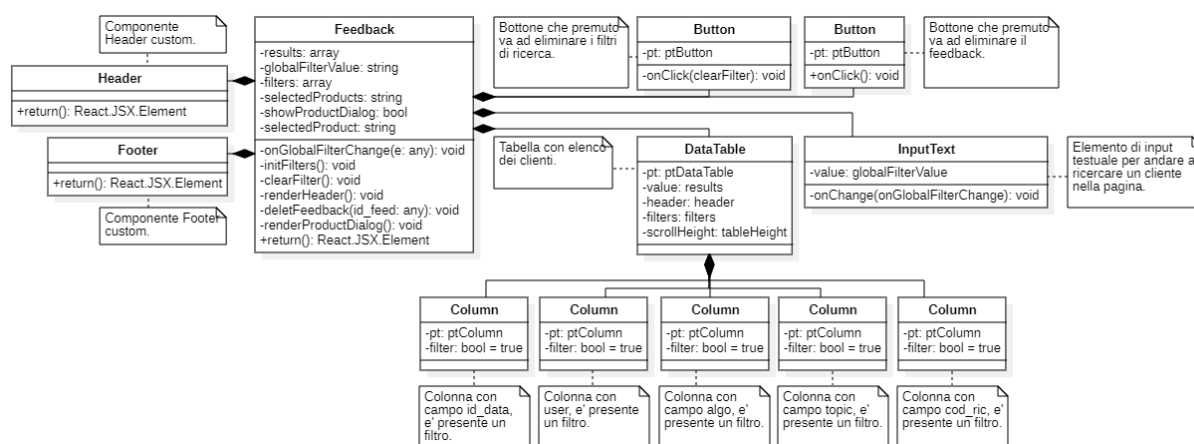 Componente
Header custom.
Header
+return(): React.JSX.Element
Footer
+return(): React.JSX.Element
Componente Footer
custom.
Feedback
-results: array
-globalFilterValue: string
-filters: array
-selectedProducts: string
-showProductDialog: bool
-selectedProduct: string
-onGlobalFilterChange(e: any): void
-initFilters(): void
-clearFilter(): void
-renderHeader(): void
-deletFeedback(id_feed: any): void
-renderProductDialog(): void
+return(): React.JSX.Element
Bottone che premuto
va ad eliminare i filtri
di ricerca.
Button
-pt: ptButton
-onClick(clearFilter): void
Button
-pt: ptButton
+onClick(): void
Bottone che premuto
va ad eliminare il
feedback.
Tabella con elenco
dei clienti.
DataTable
-pt: ptDataTable
-value: results
-header: header
-filters: filters
-scrollHeight: tableHeight
InputText
-value: globalFilterValue
-onChange(onGlobalFilterChange): void
Elemento di input
testuale per andare a
ricercare un cliente
nella pagina.
Column
-pt: ptColumn
-filter: bool = true
Column
-pt: ptColumn
-filter: bool = true
Column
-pt: ptColumn
-filter: bool = true
Column
-pt: ptColumn
-filter: bool = true
Column
-pt: ptColumn
-filter: bool = true
Colonna con
campo id_data,
e' presente un
filtro.
Colonna con
user, e' presente
un filtro.
Colonna con
campo algo, e'
presente un filtro.
Colonna con
campo topic, e'
presente un filtro.
Colonna con
campo cod_ric, e'
presente un filtro.